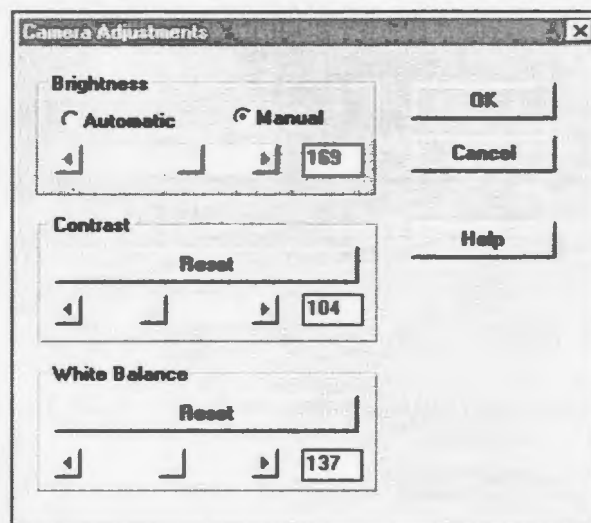 Camera Adjustments
Brightness
Automatic Manual
169
OK
Cancel
Contrast
Reset
104
Help
White Balance
Reset
137